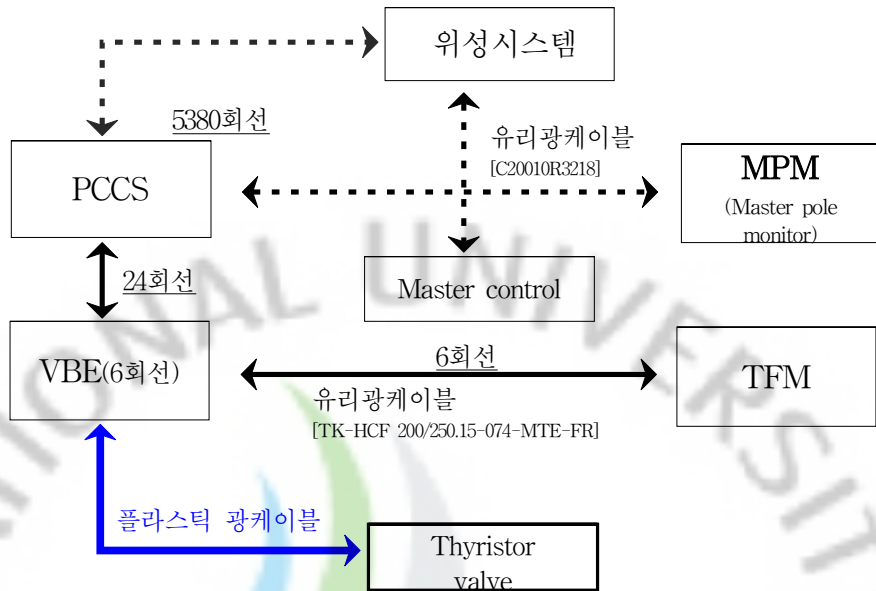 위성시스템
5380회선
유리광케이블
[C20010R3218]
PCCS
MPM
(Master pole
monitor)
24회선
Master control
VBE(6회선)
6회선
TFM
유리광케이블
[TK-HCF 200/250.15-074-MTE-FR]
플라스틱 광케이블
Thyristor
valve
IONAL UNIVERSIT